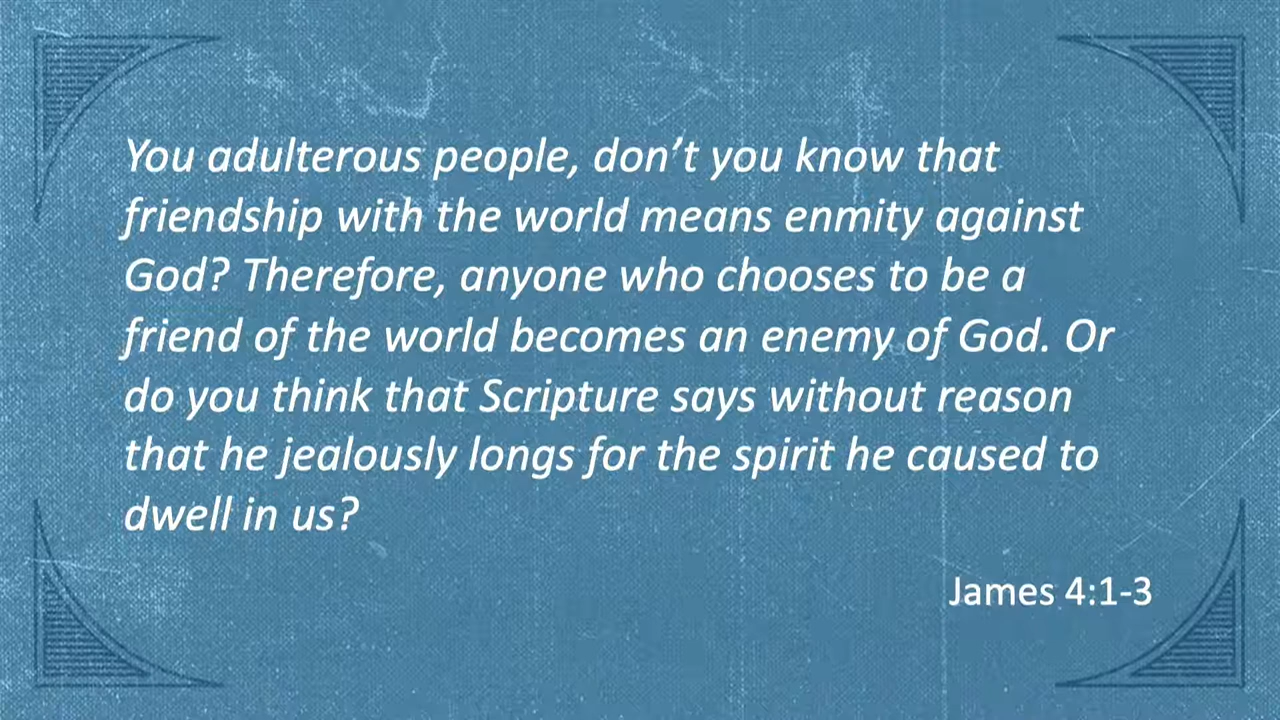 You adulterous people, don’t you know that
friendship with the world means enmity against
God? Therefore, anyone who chooses to be a
friend of the world becomes an enemy of God. Or
do you think that Scripture says without reason
that he jealously longs for the spirit he caused to
dwell in us?
James 4:1-3